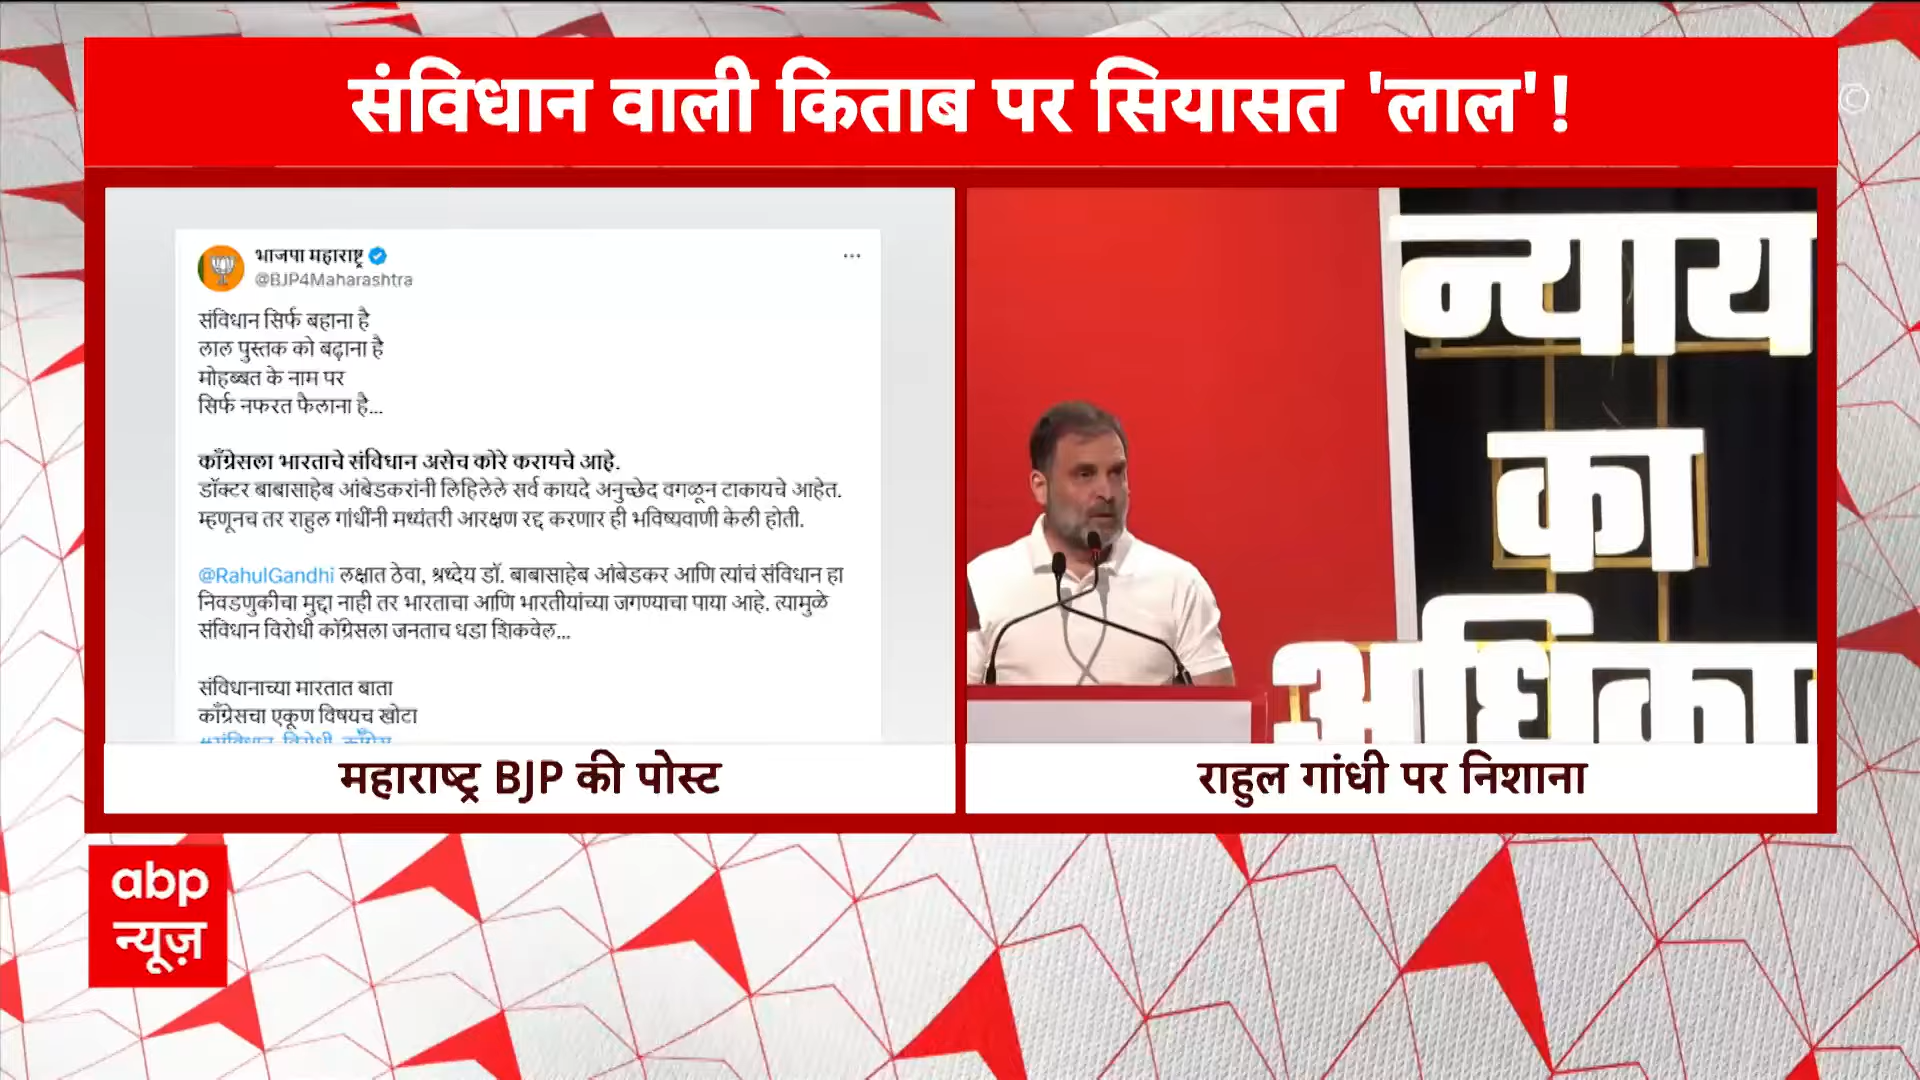 संविधान वाली किताब पर सियासत 'लाल'!
©
भाजपा महाराष्ट्र
@BJP4Maharashtra
संविधान सिर्फ बहाना है
लाल पुस्तक को बढ़ाना है
मोहब्बत के नाम पर
सिर्फ नफरत फैलाना है...
काँग्रेसला भारताचे संविधान असेच कोरे करायचे आहे.
डॉक्टर बाबासाहेब आंबेडकरांनी लिहिलेले सर्व कायदे अनुच्छेद वगळून टाकायचे आहेत.
म्हणूनच तर राहुल गांधींनी मध्यंतरी आरक्षण रद्द करणार ही भविष्यवाणी केली होती.
@RahulGandhi लक्षात ठेवा, श्रध्देय डॉ. बाबासाहेब आंबेडकर आणि त्यांचं संविधान हा
निवडणुकीचा मुद्दा नाही तर भारताचा आणि भारतीयांच्या जगण्याचा पाया आहे. त्यामुळे
संविधान विरोधी काँग्रेसला जनताच धडा शिकवेल...
संविधानाच्या मारतात बाता
काँग्रेसचा एकूण विषयच खोटा
#संविधान_विरोधी_काँग्रेस
न्याय
का
अधिका
महाराष्ट्र BJP की पोस्ट
राहुल गांधी पर निशाना
abp
न्यूज़